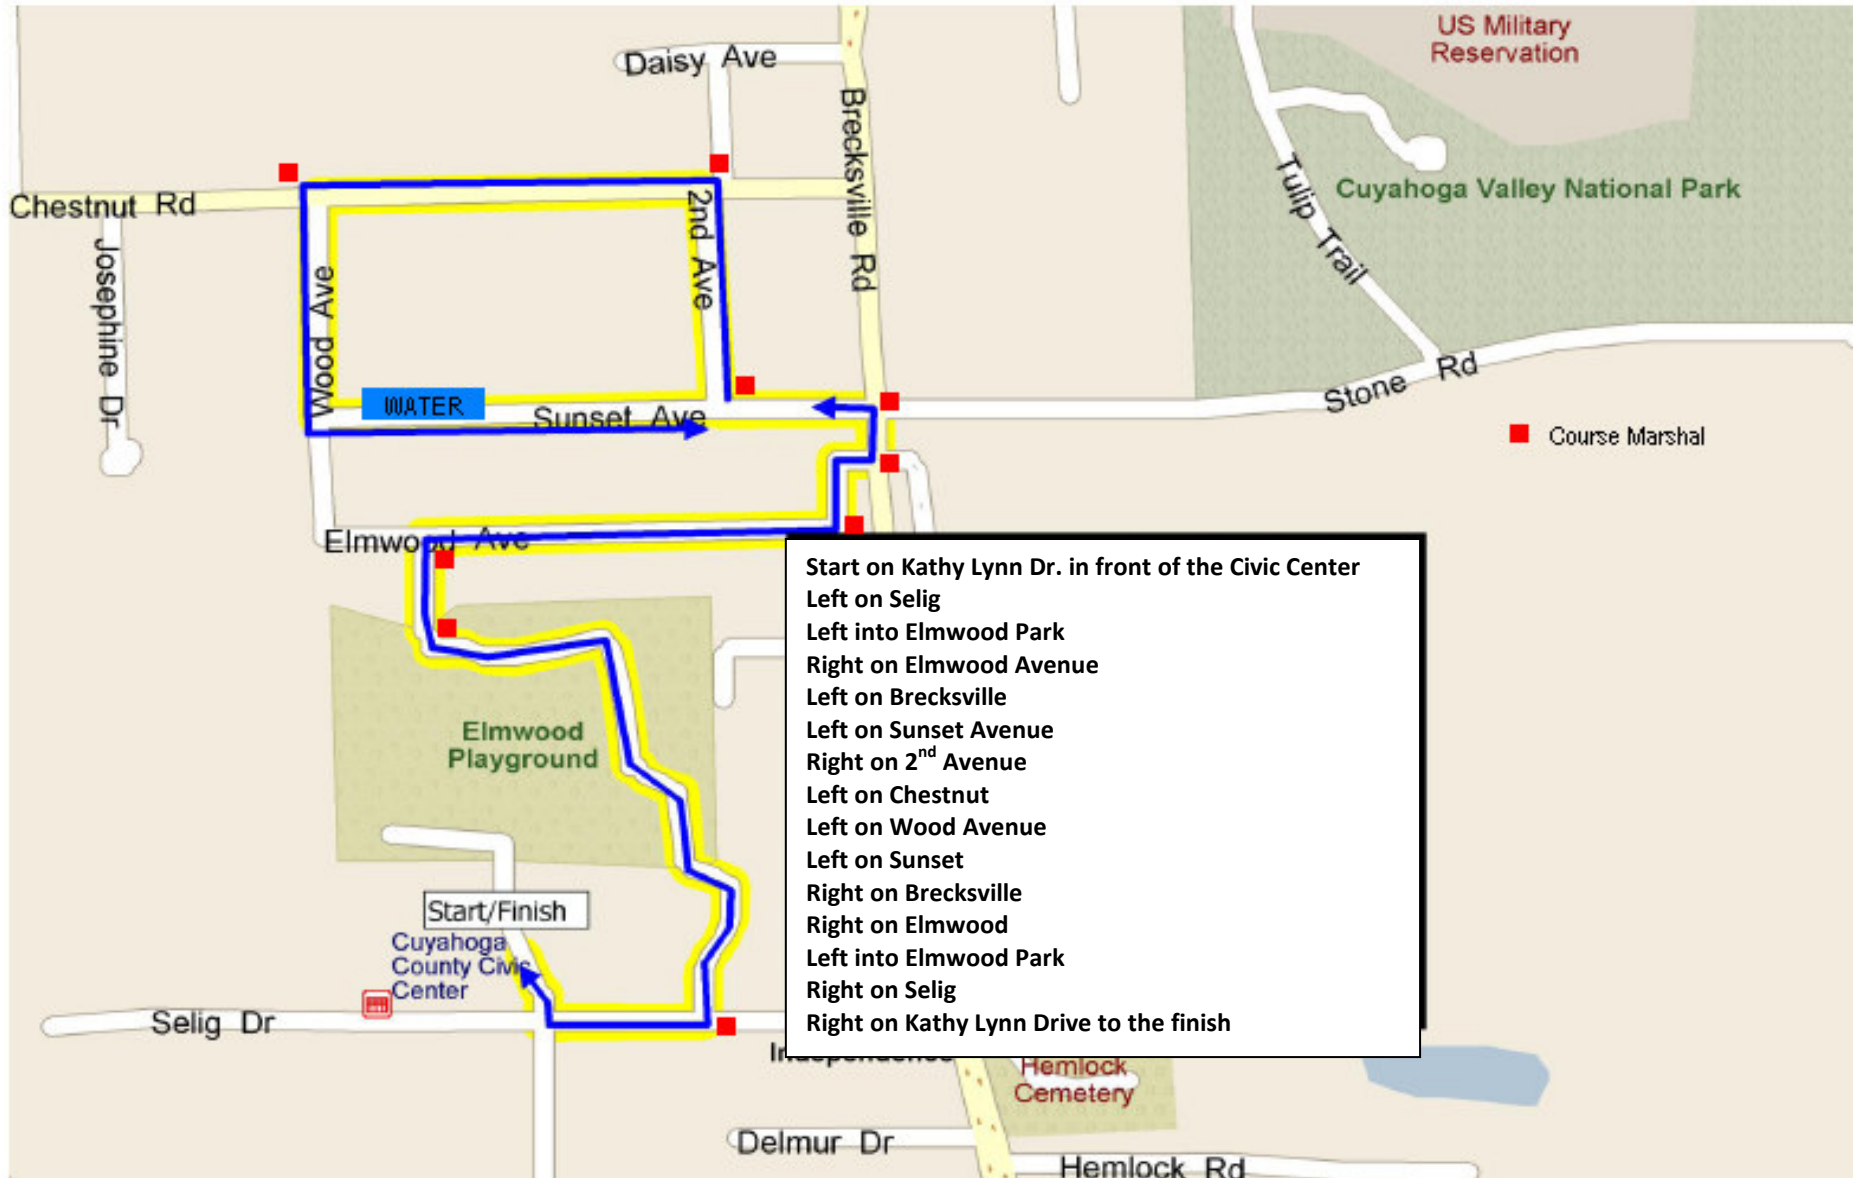 US Military
Reservation
Daisy Ave
Brecksville Rd
Cuyahoga Valley National Park
Tulip Trail
Chestnut Rd
2nd Ave
Josephine Dr
Wood Ave
WATER
Sunset Ave
Stone Rd
Course Marshal
Elmwood Ave
Start on Kathy Lynn Dr. in front of the Civic Center
Left on Selig
Left into Elmwood Park
Right on Elmwood Avenue
Left on Brecksville
Left on Sunset Avenue
Right on 2nd Avenue
Left on Chestnut
Left on Wood Avenue
Left on Sunset
Right on Brecksville
Right on Elmwood
Left into Elmwood Park
Right on Selig
Right on Kathy Lynn Drive to the finish
Elmwood
Playground
Start/Finish
Cuyahoga
County Civic
Center
Selig Dr
Independence
Hemlock
Cemetery
Delmur Dr
Hemlock Rd